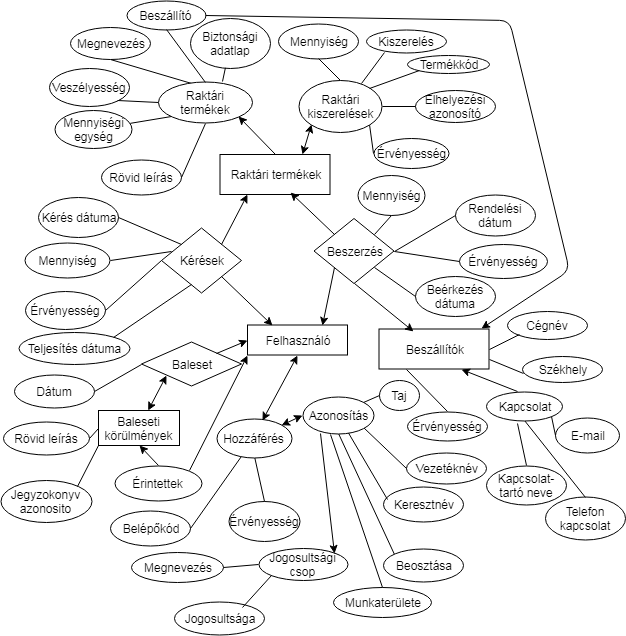 Beszállító
Megnevezés
Biztonsági
adatlap
Mennyiség
Kiszerelés
Termékkód
Veszélyesség
Raktári
termékek
Raktári
kiszerelések
Elhelyezési
azonosító
Mennyiségi
egység
Rövid leírás
Raktári termékek
Érvényesség
Mennyiség
Kérés dátuma
Rendelési
dátum
Mennyiség
Kérések
Beszerzés
Érvényesség
Érvényesség
Beérkezés
dátuma
Teljesítés dátuma
Felhasználó
Beszállítók
Cégnév
Székhely
Baleset
Dátum
Baleseti
körülmények
Rövid leírás
Hozzáférés
Azonosítás
Taj
Érvényesség
Kapcsolat
E-mail
Jegyzokonyv
azonosito
Érintettek
Vezetéknév
Kapcsolat-
tartó neve
Keresztnév
Telefon
kapcsolat
Belépőkód
Érvényesség
Megnevezés
Jogosultsági
csop
Beosztása
Jogosultsága
Munkaterülete